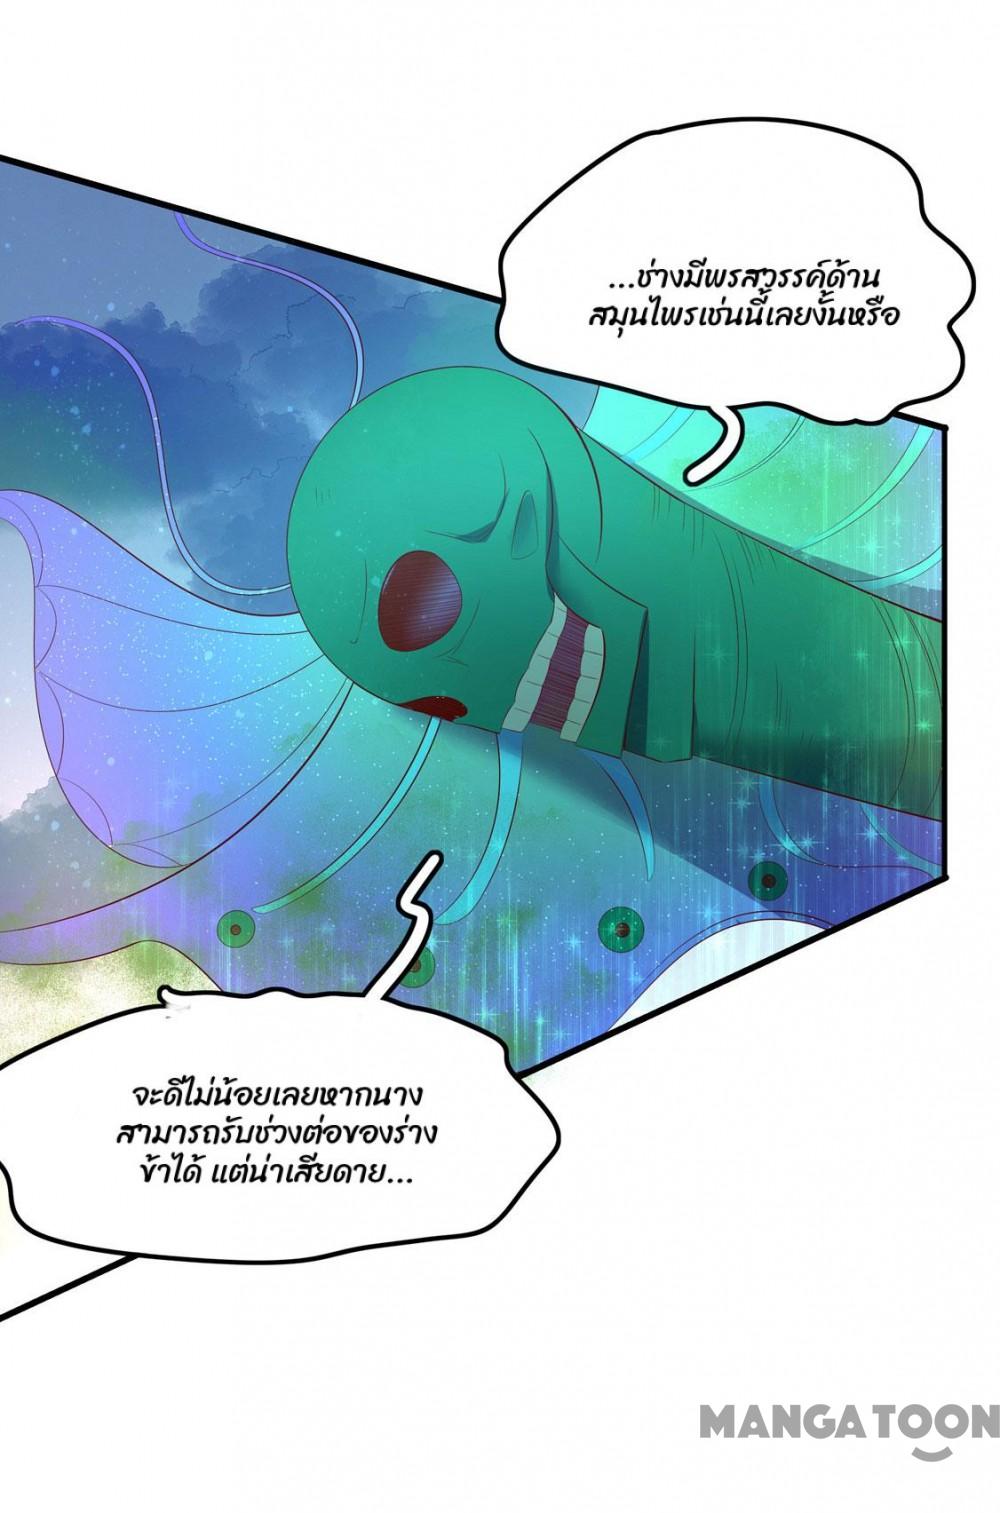 ...ช่างมีพรสวรรค์ด้าน
สมุนไพรเช่นนี้เลยงั้นหรือ
จะดีไม่น้อยเลยหากนาง
สามารถรับช่วงต่อของร่าง
ข้าได้ แต่น่าเสียดาย...
MANGATOON